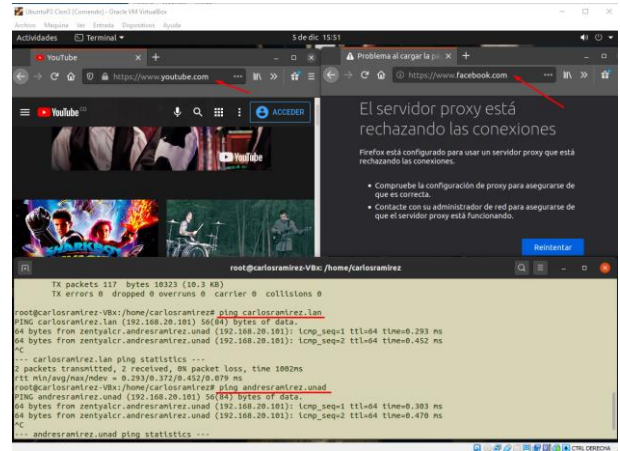 UbuntuP3 Clon3 [Corriendo] - Oracle VM VirtualBox
Archivo Máquina Ver Entrada Dispositivos Ayuda
Actividades Terminal 5 de dic 15:51
YouTube
https://www.youtube.com
YouTube
ACCEDER
YouTube
SHARKBOY
Problema al cargar la pá
https://www.facebook.com
El servidor proxy está
rechazando las conexiones
Firefox está configurado para usar un servidor proxy que está
rechazando las conexiones.
• Compruebe la configuración de proxy para asegurarse de
que es correcta.
• Contacte con su administrador de red para asegurarse de
que el servidor proxy está funcionando.
Reintentar
root@carlosramirez-VBx: /home/carlosramirez
TX packets 117 bytes 10323 (10.3 KB)
TX errors 0 dropped 0 overruns 0 carrier 0 collisions 0
root@carlosramirez-VBx:/home/carlosramirez# ping carlosramirez.lan
PING carlosramirez.lan (192.168.20.101) 56(84) bytes of data.
64 bytes from zentyalcr.andresramirez.unad (192.168.20.101): icmp_seq=1 ttl=64 time=0.293 ms
64 bytes from zentyalcr.andresramirez.unad (192.168.20.101): icmp_seq=2 ttl=64 time=0.452 ms
^C
--- carlosramirez.lan ping statistics ---
2 packets transmitted, 2 received, 0% packet loss, time 1002ms
rtt min/avg/max/mdev = 0.293/0.372/0.452/0.079 ms
root@carlosramirez-VBx:/home/carlosramirez# ping andresramirez.unad
PING andresramirez.unad (192.168.20.101) 56(84) bytes of data.
64 bytes from zentyalcr.andresramirez.unad (192.168.20.101): icmp_seq=1 ttl=64 time=0.303 ms
64 bytes from zentyalcr.andresramirez.unad (192.168.20.101): icmp_seq=2 ttl=64 time=0.470 ms
^C
--- andresramirez.unad ping statistics ---
CTRL DERECHA